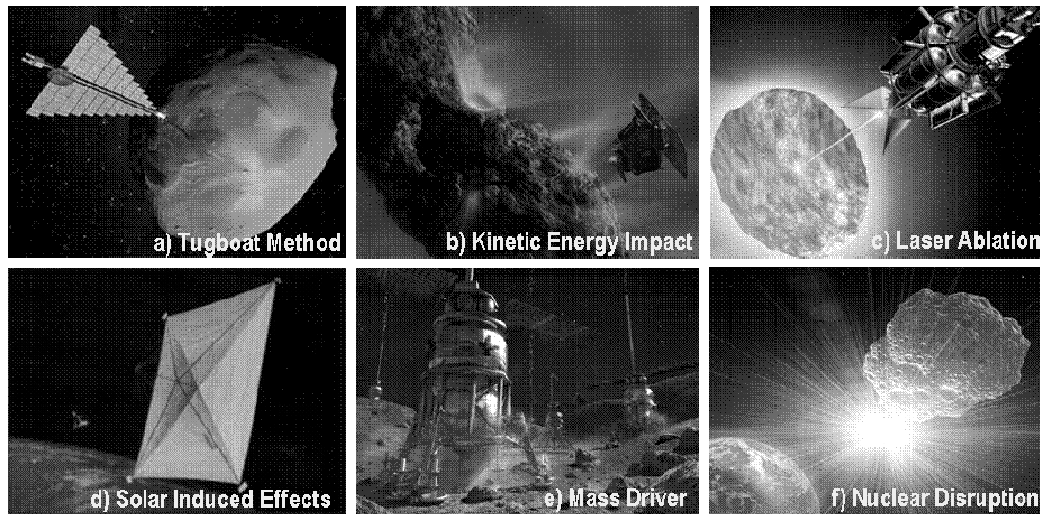 a) Tugboat Method
b) Kinetic Energy Impact
c) Laser Ablation
d) Solar Induced Effects
e) Mass Driver
f) Nuclear Disruption